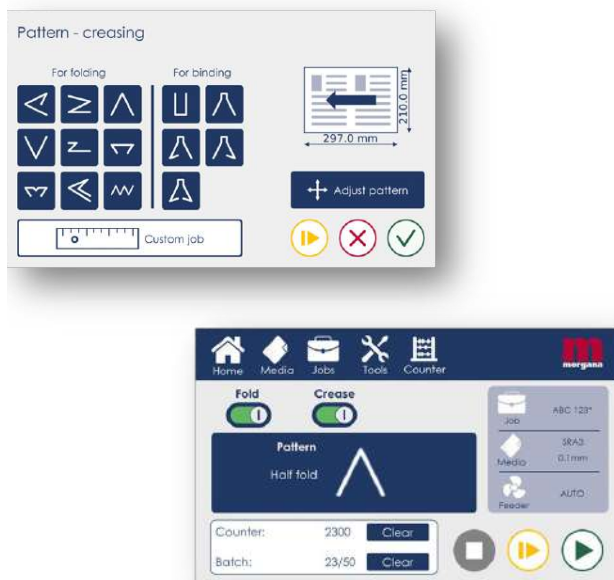 Pattern - creasing
For folding
For binding
210.0 mm
297.0 mm
Adjust pattern
Custom job
Home
Media
Jobs
Tools
Counter
morgana
Fold
Crease
Pattern
Half fold
Job
ABC 123*
Media
SRA3
0.1mm
Feeder
AUTO
Counter:
2300
Clear
Batch:
23/50
Clear